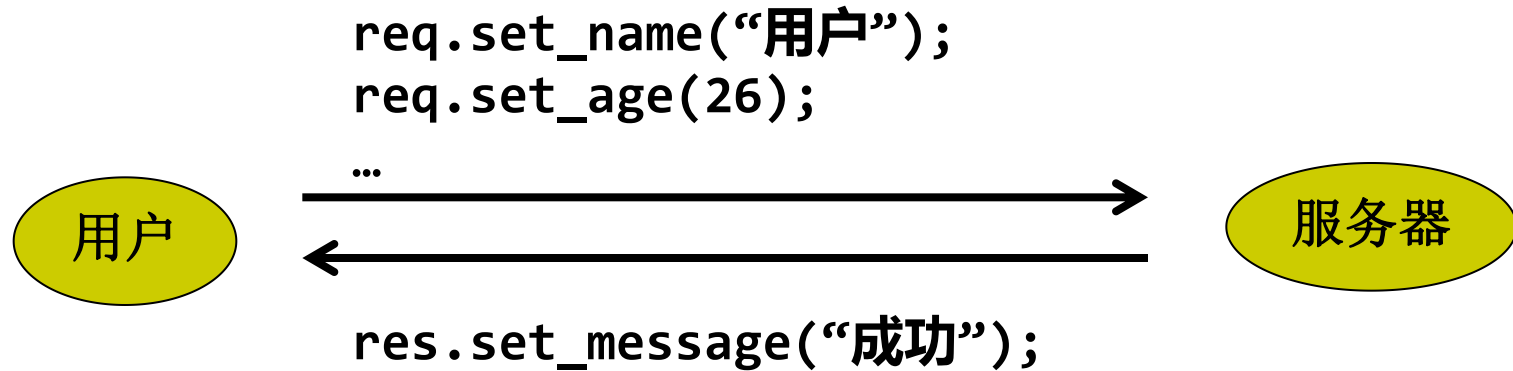 req.set_name(“用户”);
req.set_age(26);
…
用户
服务器
res.set_message(“成功”);